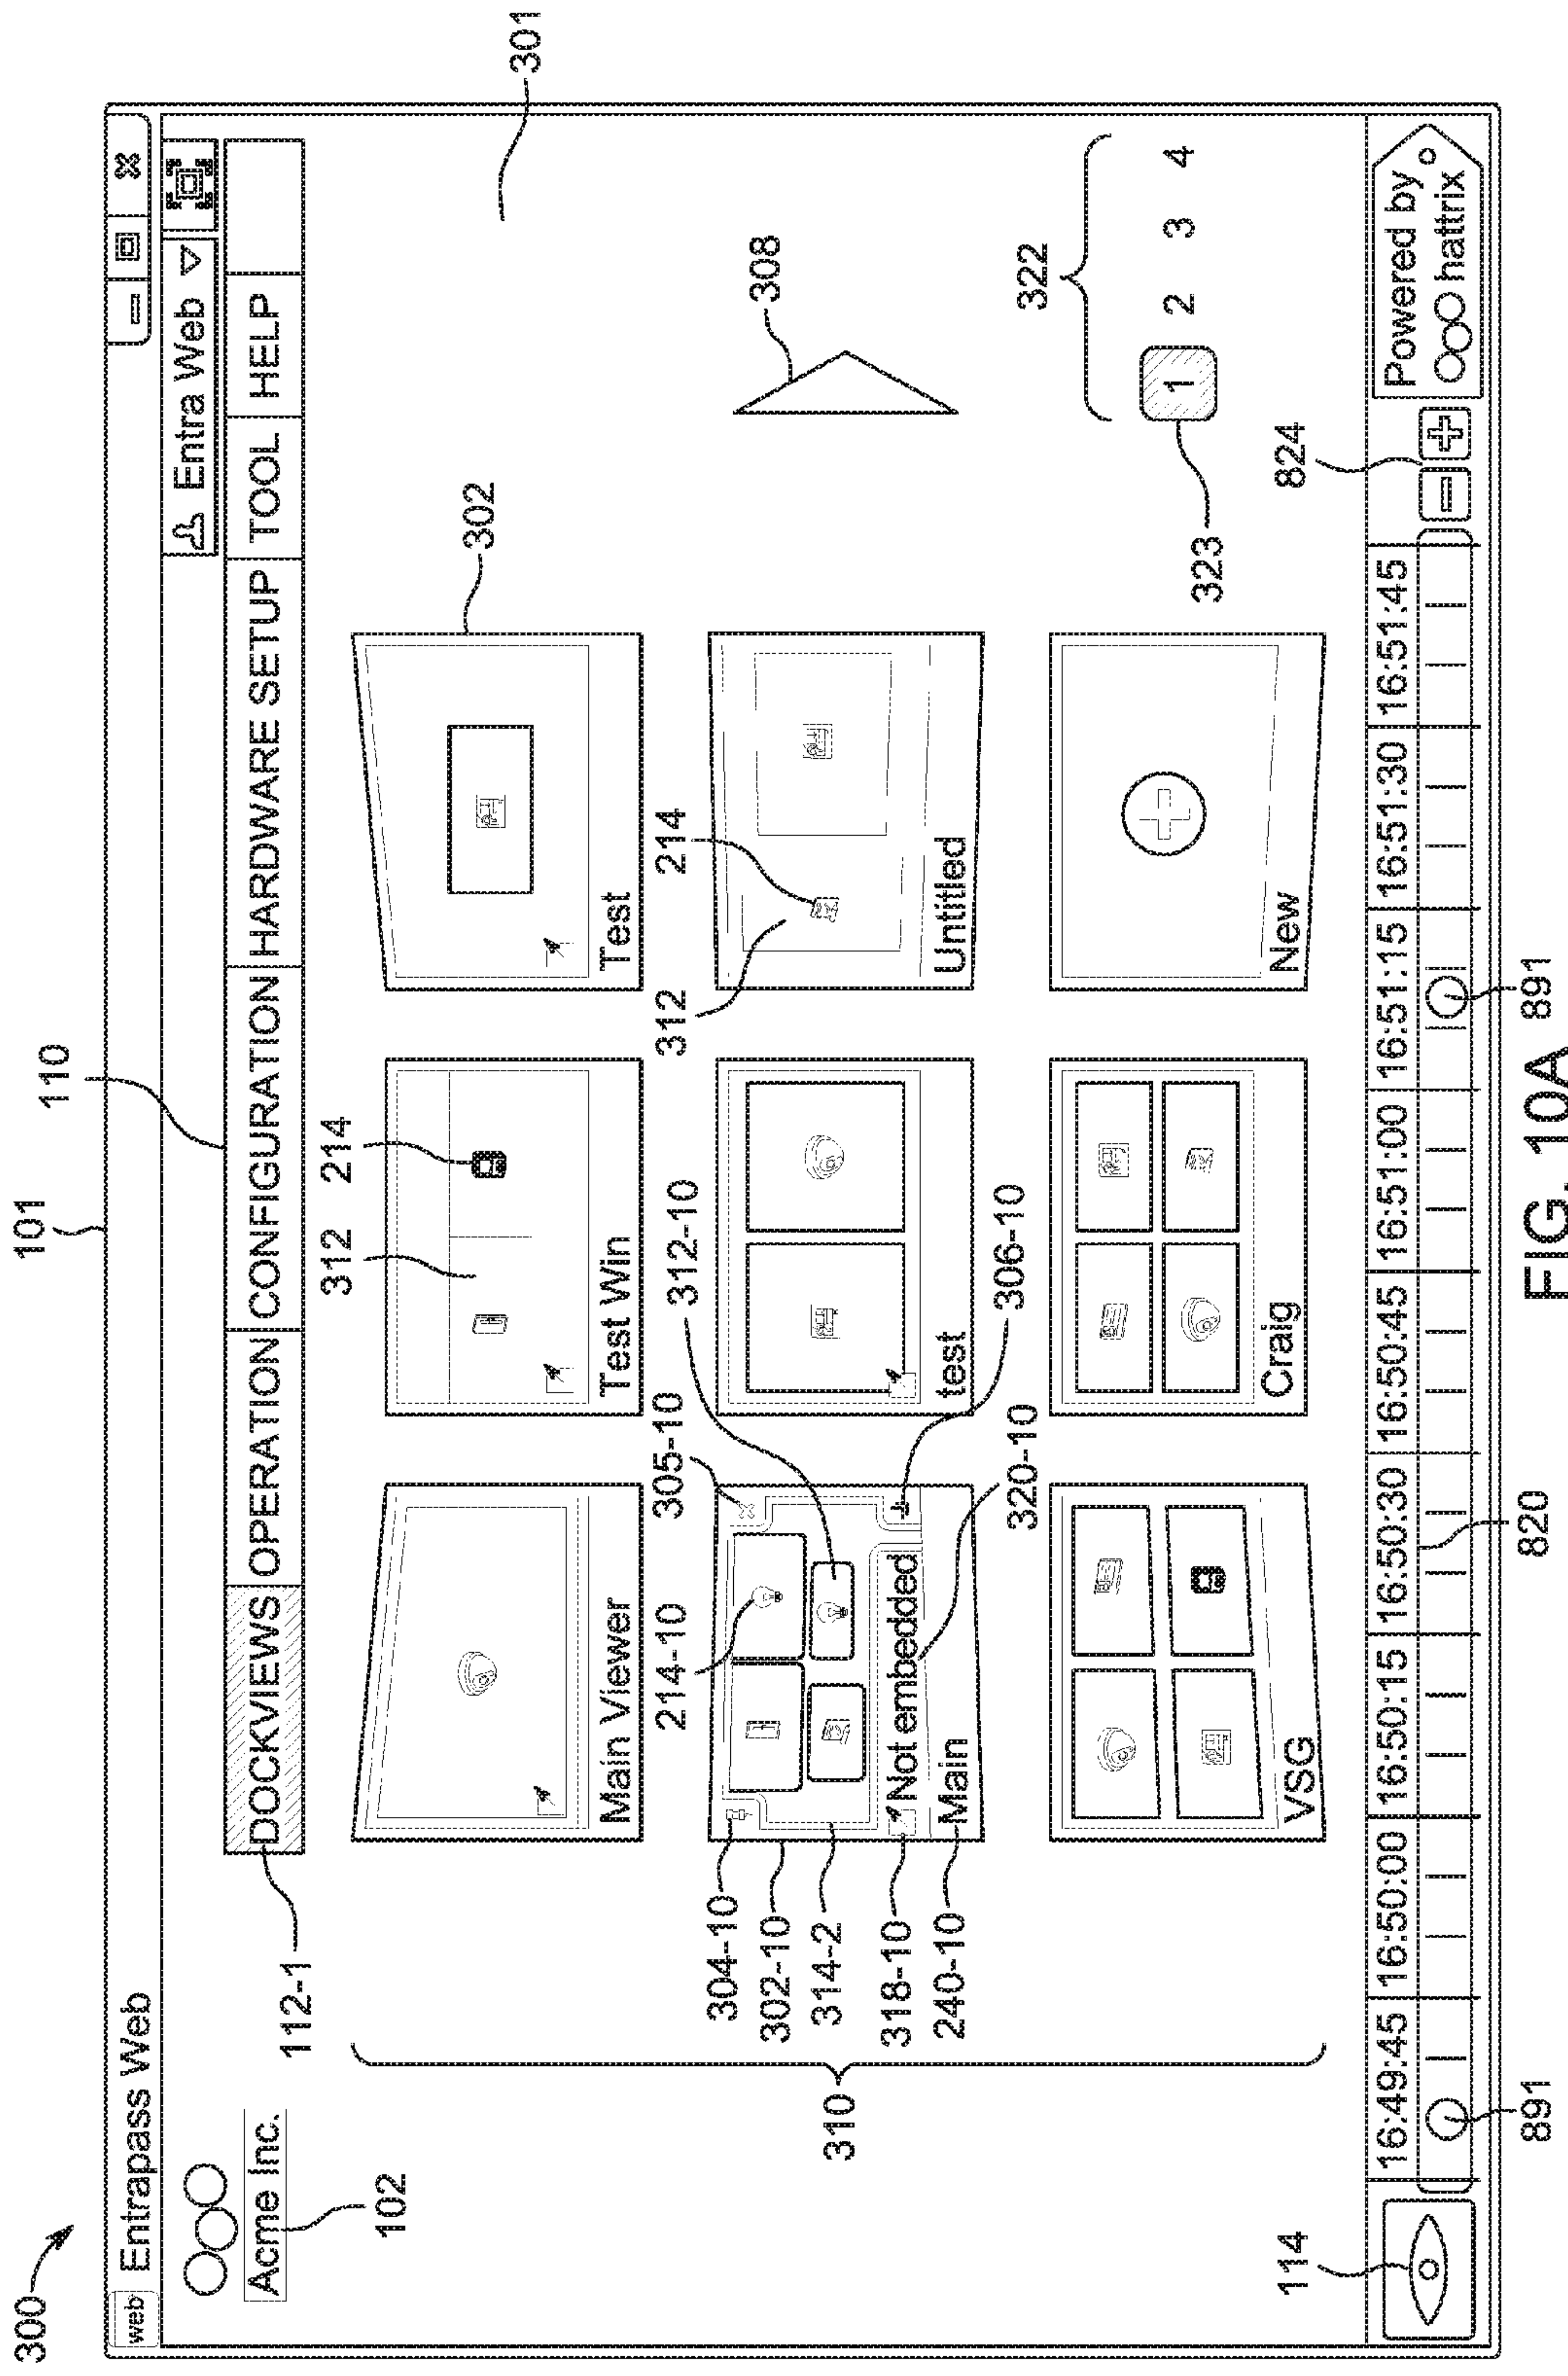 300
101
110
web Entrapass Web
Acme Inc.
102
Entra Web
112-1
DOCKVIEWS OPERATION CONFIGURATION HARDWARE SETUP TOOL HELP
301
312 214
302
Main Viewer
Test Win
Test
310
304-10
302-10
314-2
318-10
240-10
214-10
305-10
312-10
306-10
320-10
Not embedded
Main
test
312 214
Untitled
308
VSG
Craig
New
322
1 2 3 4
323
824
114
16:49:45 16:50:00 16:50:15 16:50:30 16:50:45 16:51:00 16:51:15 16:51:30 16:51:45
Powered by
hattrix
891
820
891
FIG. 10A